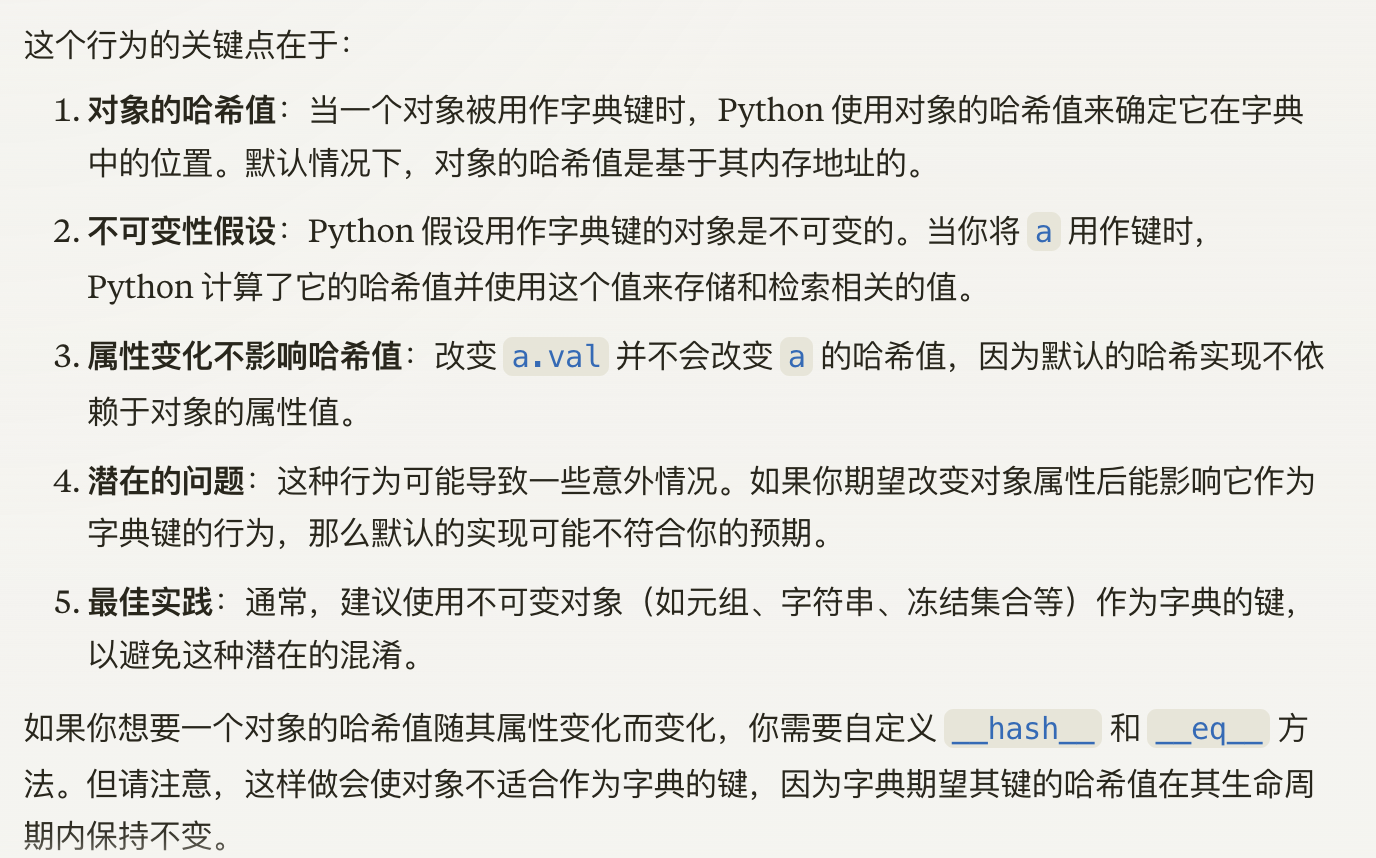 这个行为的关键点在于：
1. 对象的哈希值：当一个对象被用作字典键时，Python 使用对象的哈希值来确定它在字典
中的位置。默认情况下，对象的哈希值是基于其内存地址的。
2. 不可变性假设：Python 假设用作字典键的对象是不可变的。当你将 a 用作键时，
Python 计算了它的哈希值并使用这个值来存储和检索相关的值。
3. 属性变化不影响哈希值：改变 a.val 并不会改变 a 的哈希值，因为默认的哈希实现不依
赖于对象的属性值。
4. 潜在的问题：这种行为可能导致一些意外情况。如果你期望改变对象属性后能影响它作为
字典键的行为，那么默认的实现可能不符合你的预期。
5. 最佳实践：通常，建议使用不可变对象（如元组、字符串、冻结集合等）作为字典的键，
以避免这种潜在的混淆。
如果你想要一个对象的哈希值随其属性变化而变化，你需要自定义 __hash__ 和 __eq__ 方
法。但请注意，这样做会使对象不适合作为字典的键，因为字典期望其键的哈希值在其生命周
期内保持不变。